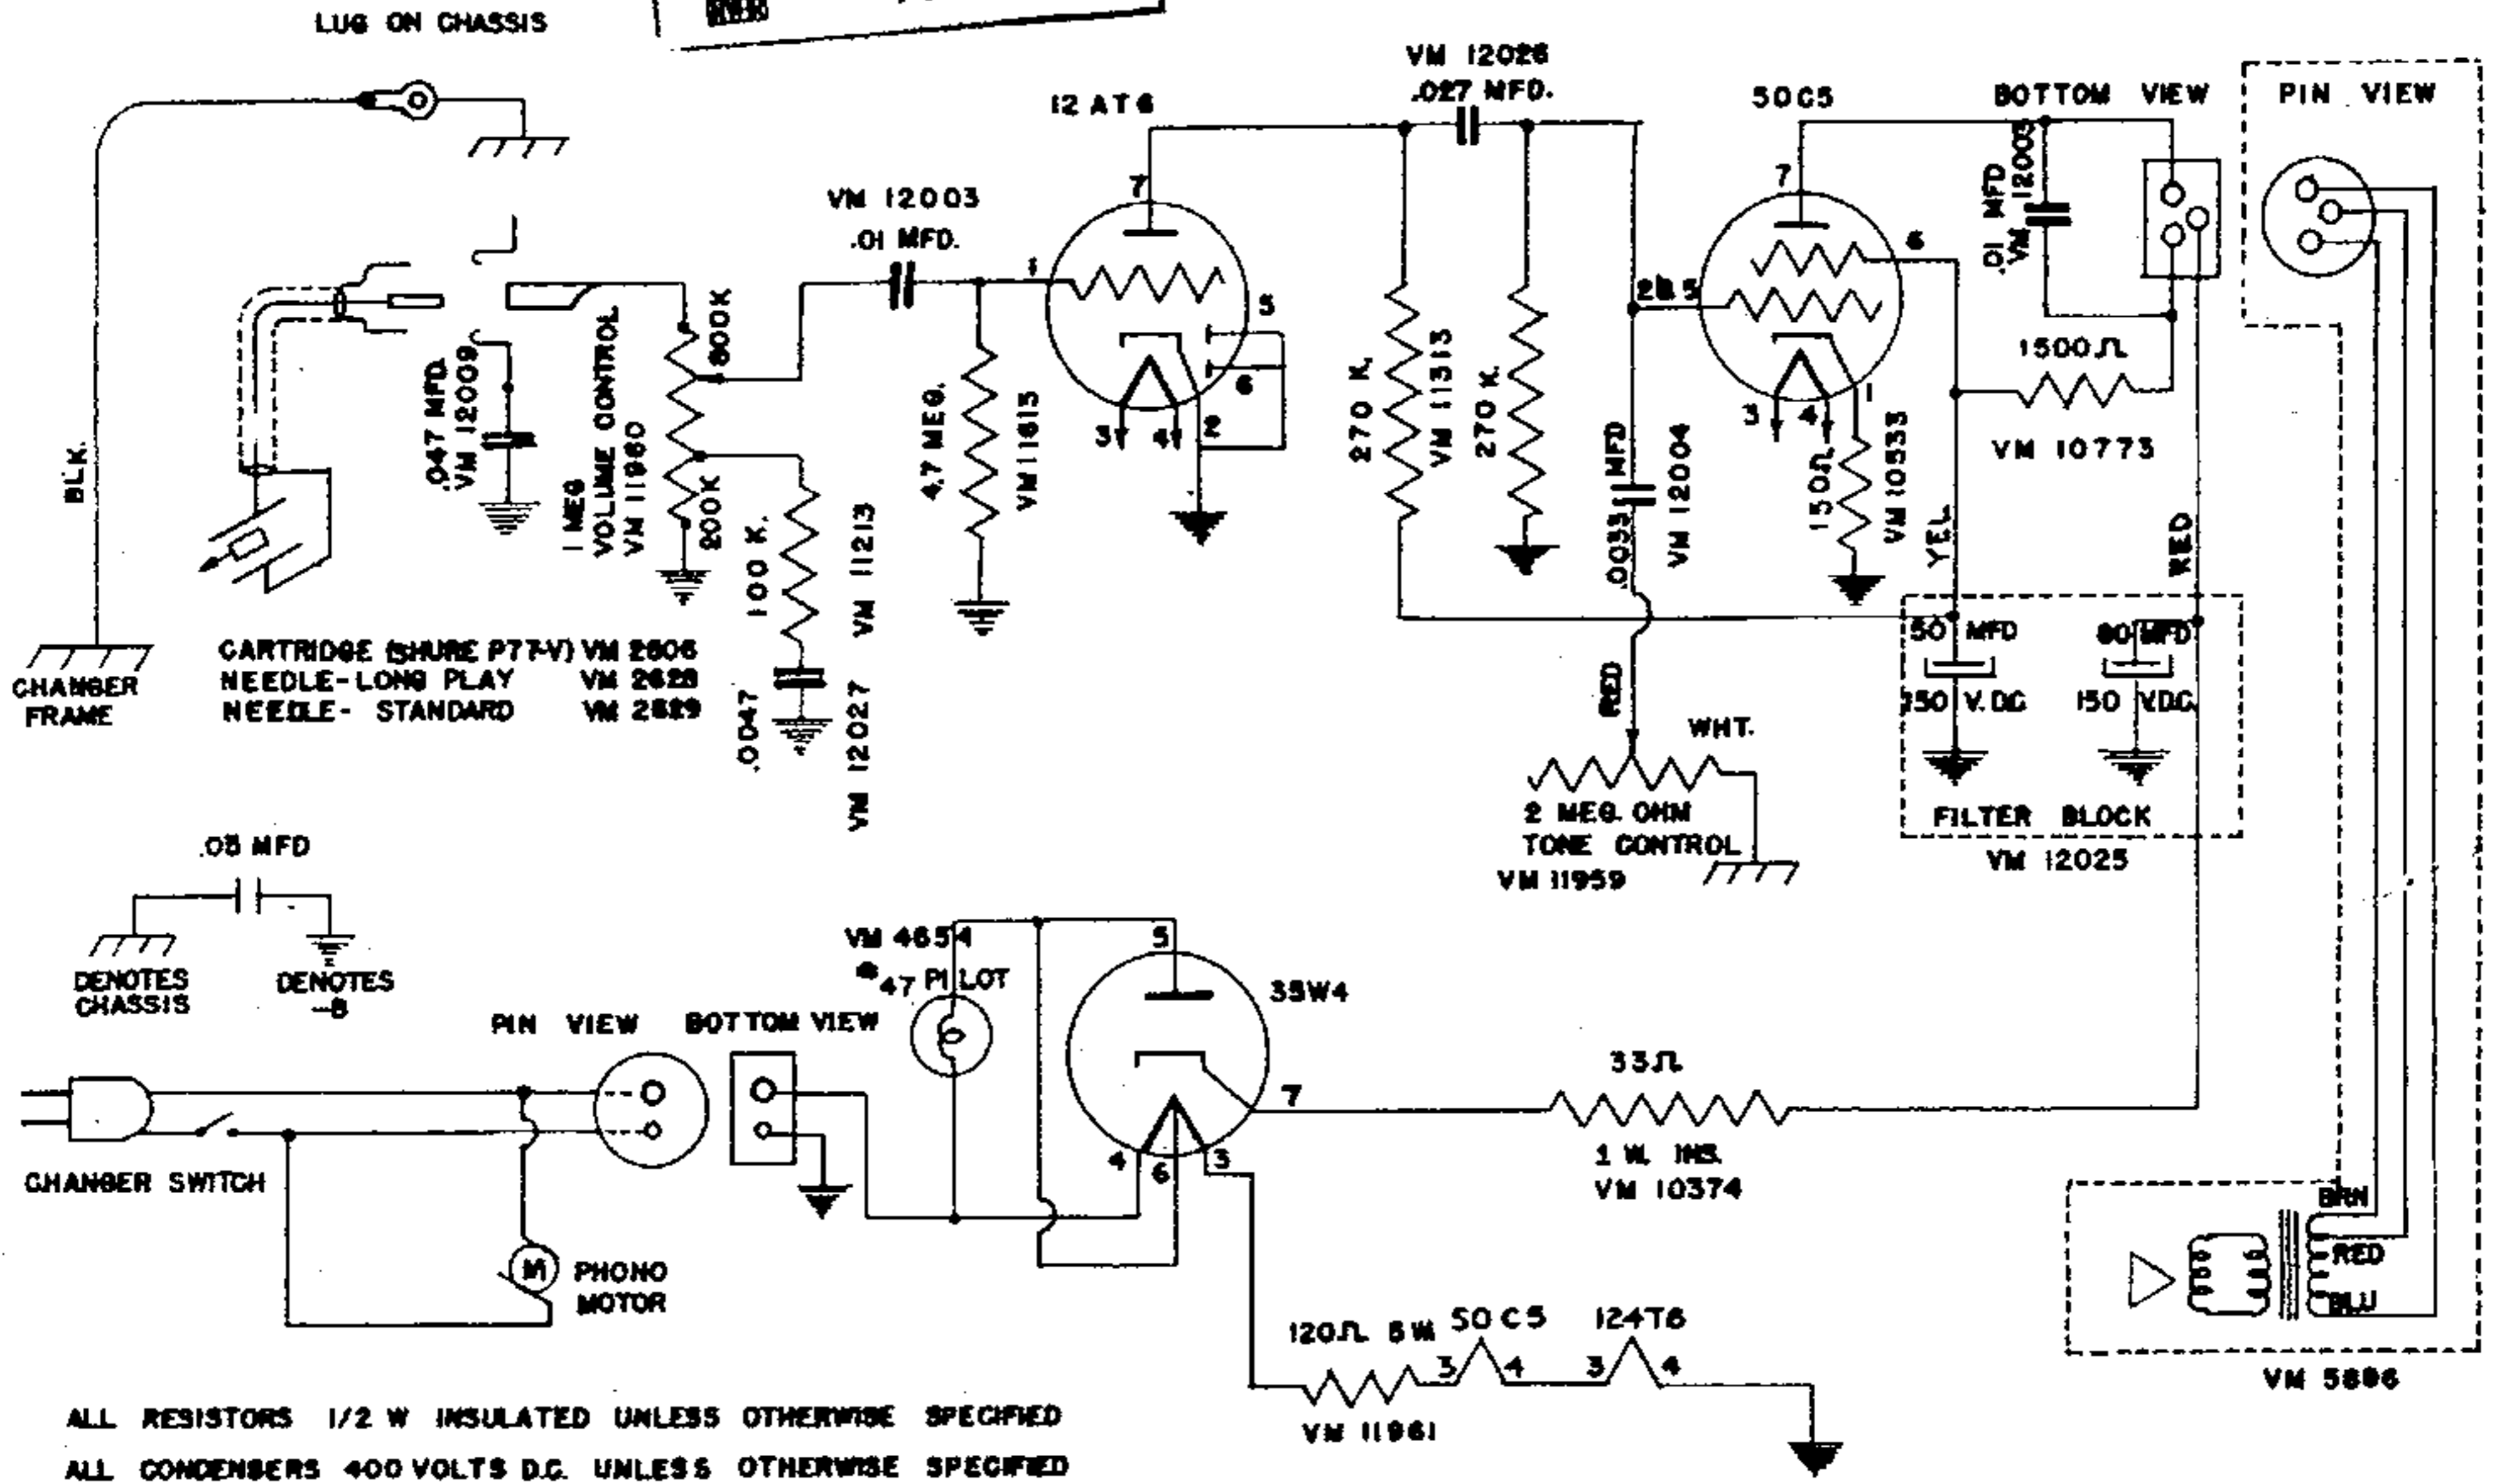 LUG ON CHASSIS
VM 12026
.027 MFD.
12 AT6
50C5
BOTTOM VIEW
PIN VIEW
7
VM 12003
.01 MFD.
1
5
6
2
3
4
7
6
2&5
3
4
1
.01 MFD
VM 12003
1500Ω
VM 10773
BLK.
.047 MFD.
VM 12009
1 MEG
VOLUME CONTROL
VM 11960
800K
200K
100 K.
VM 11213
4.7 MEG.
VM 11613
270 K.
VM 11313
270 K.
.0033 MFD
VM 12004
150Ω
VM 10533
YEL
RED
CARTRIDGE (SHURE P77-V) VM 2606
NEEDLE-LONG PLAY VM 2628
NEEDLE- STANDARD VM 2629
CHANGER
FRAME
.0047
VM 12027
RED
WHT.
2 MEG. OHM
TONE CONTROL
VM 11959
50 MFD
150 V. DC
80 MFD
150 V.DC
FILTER BLOCK
VM 12025
.05 MFD
DENOTES
CHASSIS
DENOTES
-B
VM 4654
47 PILOT
5
35W4
PIN VIEW
BOTTOM VIEW
7
4
6
3
33Ω
1 W. INS.
VM 10374
CHANGER SWITCH
M
PHONO
MOTOR
BRN
RED
BLU
VM 5886
120Ω 5 W.
50C5
12AT6
3
4
3
4
VM 11961
ALL RESISTORS 1/2 W INSULATED UNLESS OTHERWISE SPECIFIED
ALL CONDENSERS 400 VOLTS D.C. UNLESS OTHERWISE SPECIFIED